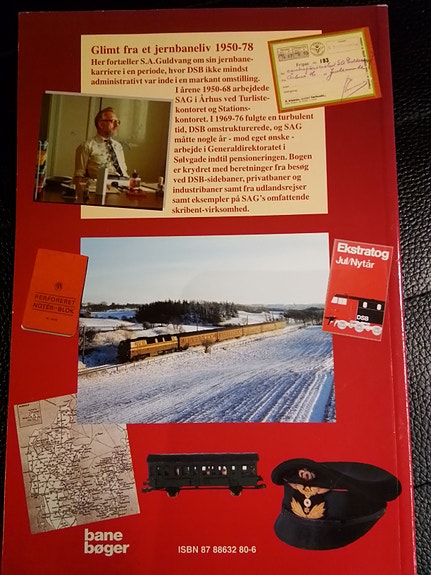 Glimt fra et jernbaneliv 1950-78
Her fortæller S.A.Guldvang om sin jernbane-
karriere i en periode, hvor DSB ikke mindst
administrativt var inde i en markant omstilling.
I årene 1950-68 arbejdede
SAG i Århus ved Turliste-
kontoret og Stations-
kontoret. I 1969-76 fulgte en turbulent
tid, DSB omstrukturerede, og SAG
måtte nogle år - mod eget ønske -
arbejde i Generaldirektoratet i
Sølvgade indtil pensioneringen. Bogen
er krydret med beretninger fra besøg
ved DSB-sidebaner, privatbaner og
industribaner samt fra udlandsrejser
samt eksempler på SAG's omfattende
skribent-virksomhed.
183
PERFORERET
NOTER-BLOK
Ekstratog
Jul/Nytår
DSB
bane
bøger
ISBN 87 88632 80-6